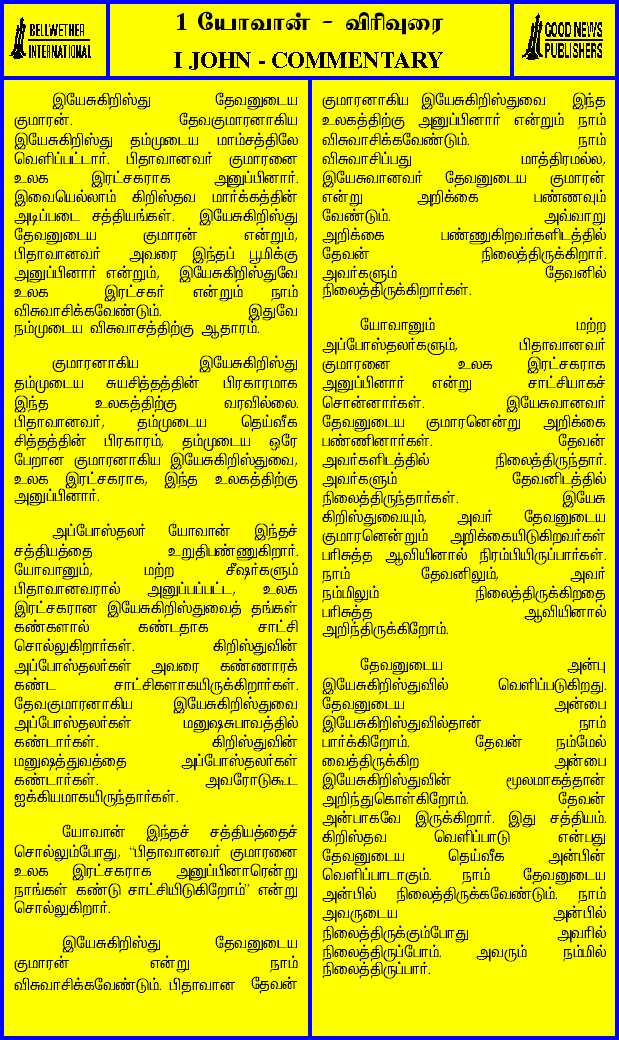 BELLWETHER
INTERNATIONAL
1 யோவான் - விரிவுரை
I JOHN - COMMENTARY
GOOD NEWS
PUBLISHERS
இயேசுகிறிஸ்து தேவனுடைய
குமாரன். தேவகுமாரனாகிய
இயேசுகிறிஸ்து தம்முடைய மாம்சத்திலே
வெளிப்பட்டார். பிதாவானவர் குமாரனை
உலக இரட்சகராக அனுப்பினார்.
இவையெல்லாம் கிறிஸ்தவ மார்க்கத்தின்
அடிப்படை சத்தியங்கள். இயேசுகிறிஸ்து
தேவனுடைய குமாரன் என்றும்,
பிதாவானவர் அவரை இந்தப் பூமிக்கு
அனுப்பினார் என்றும், இயேசுகிறிஸ்துவே
உலக இரட்சகர் என்றும் நாம்
விசுவாசிக்கவேண்டும். இதுவே
நம்முடைய விசுவாசத்திற்கு ஆதாரம்.
குமாரனாகிய இயேசுகிறிஸ்து
தம்முடைய சுயசித்தத்தின் பிரகாரமாக
இந்த உலகத்திற்கு வரவில்லை.
பிதாவானவர், தம்முடைய தெய்வீக
சித்தத்தின் பிரகாரம், தம்முடைய ஒரே
பேறான குமாரனாகிய இயேசுகிறிஸ்துவை,
உலக இரட்சகராக, இந்த உலகத்திற்கு
அனுப்பினார்.
அப்போஸ்தலர் யோவான் இந்தச்
சத்தியத்தை உறுதிபண்ணுகிறார்.
யோவானும், மற்ற சீஷர்களும்
பிதாவானவரால் அனுப்பப்பட்ட, உலக
இரட்சகரான இயேசுகிறிஸ்துவைத் தங்கள்
கண்களால் கண்டதாக சாட்சி
சொல்லுகிறார்கள். கிறிஸ்துவின்
அப்போஸ்தலர்கள் அவரை கண்ணாரக்
கண்ட சாட்சிகளாகயிருக்கிறார்கள்.
தேவகுமாரனாகிய இயேசுகிறிஸ்துவை
அப்போஸ்தலர்கள் மனுஷசுபாவத்தில்
கண்டார்கள். கிறிஸ்துவின்
மனுஷத்துவத்தை அப்போஸ்தலர்கள்
கண்டார்கள். அவரோடுகூட
ஐக்கியமாகயிருந்தார்கள்.
யோவான் இந்தச் சத்தியத்தைச்
சொல்லும்போது, “பிதாவானவர் குமாரனை
உலக இரட்சகராக அனுப்பினாரென்று
நாங்கள் கண்டு சாட்சியிடுகிறோம்” என்று
சொல்லுகிறார்.
இயேசுகிறிஸ்து தேவனுடைய
குமாரன் என்று நாம்
விசுவாசிக்கவேண்டும். பிதாவான தேவன்
குமாரனாகிய இயேசுகிறிஸ்துவை இந்த
உலகத்திற்கு அனுப்பினார் என்றும் நாம்
விசுவாசிக்கவேண்டும். நாம்
விசுவாசிப்பது மாத்திரமல்ல,
இயேசுவானவர் தேவனுடைய குமாரன்
என்று அறிக்கை பண்ணவும்
வேண்டும். அவ்வாறு
அறிக்கை பண்ணுகிறவர்களிடத்தில்
தேவன் நிலைத்திருக்கிறார்.
அவர்களும் தேவனில்
நிலைத்திருக்கிறார்கள்.
யோவானும் மற்ற
அப்போஸ்தலர்களும், பிதாவானவர்
குமாரனை உலக இரட்சகராக
அனுப்பினார் என்று சாட்சியாகச்
சொன்னார்கள். இயேசுவானவர்
தேவனுடைய குமாரனென்று அறிக்கை
பண்ணினார்கள். தேவன்
அவர்களிடத்தில் நிலைத்திருந்தார்.
அவர்களும் தேவனிடத்தில்
நிலைத்திருந்தார்கள். இயேசு
கிறிஸ்துவையும், அவர் தேவனுடைய
குமாரனென்றும் அறிக்கையிடுகிறவர்கள்
பரிசுத்த ஆவியினால் நிரம்பியிருப்பார்கள்.
நாம் தேவனிலும், அவர்
நம்மிலும் நிலைத்திருக்கிறதை
பரிசுத்த ஆவியினால்
அறிந்திருக்கிறோம்.
தேவனுடைய அன்பு
இயேசுகிறிஸ்துவில் வெளிப்படுகிறது.
தேவனுடைய அன்பை
இயேசுகிறிஸ்துவில்தான் நாம்
பார்க்கிறோம். தேவன் நம்மேல்
வைத்திருக்கிற அன்பை
இயேசுகிறிஸ்துவின் மூலமாகத்தான்
அறிந்துகொள்கிறோம். தேவன்
அன்பாகவே இருக்கிறார். இது சத்தியம்.
கிறிஸ்தவ வெளிப்பாடு என்பது
தேவனுடைய தெய்வீக அன்பின்
வெளிப்பாடாகும். நாம் தேவனுடைய
அன்பில் நிலைத்திருக்கவேண்டும். நாம்
அவருடைய அன்பில்
நிலைத்திருக்கும்போது அவரில்
நிலைத்திருப்போம். அவரும் நம்மில்
நிலைத்திருப்பார்.